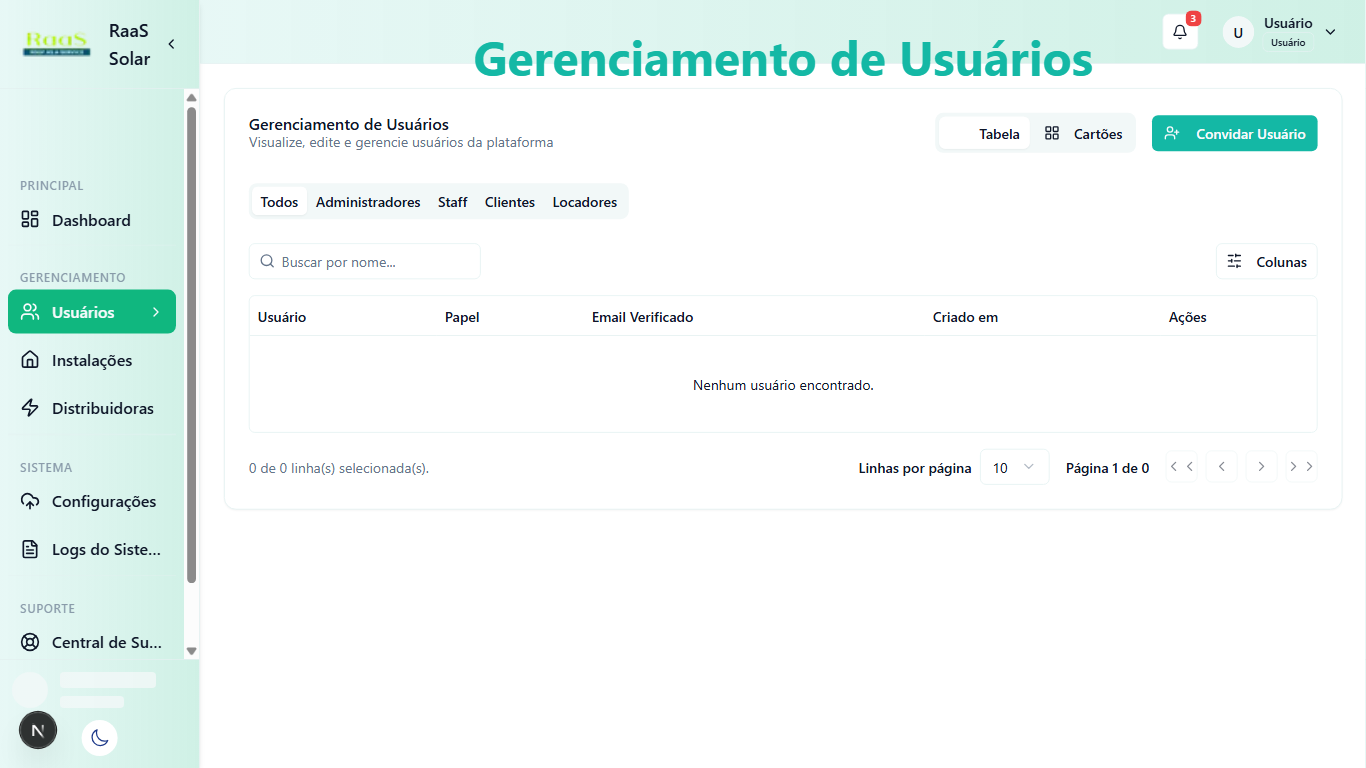 RaaS
RaaS
Solar
PRINCIPAL
Dashboard
GERENCIAMENTO
Usuários
Instalações
Distribuidoras
SISTEMA
Configurações
Logs do Siste...
SUPORTE
Central de Su...
N
3
U
Usuário
Usuário
Gerenciamento de Usuários
Gerenciamento de Usuários
Visualize, edite e gerencie usuários da plataforma
Tabela
Cartões
Convidar Usuário
Todos Administradores Staff Clientes Locadores
Buscar por nome...
Colunas
Usuário Papel Email Verificado Criado em Ações
Nenhum usuário encontrado.
0 de 0 linha(s) selecionada(s).
Linhas por página 10 Página 1 de 0